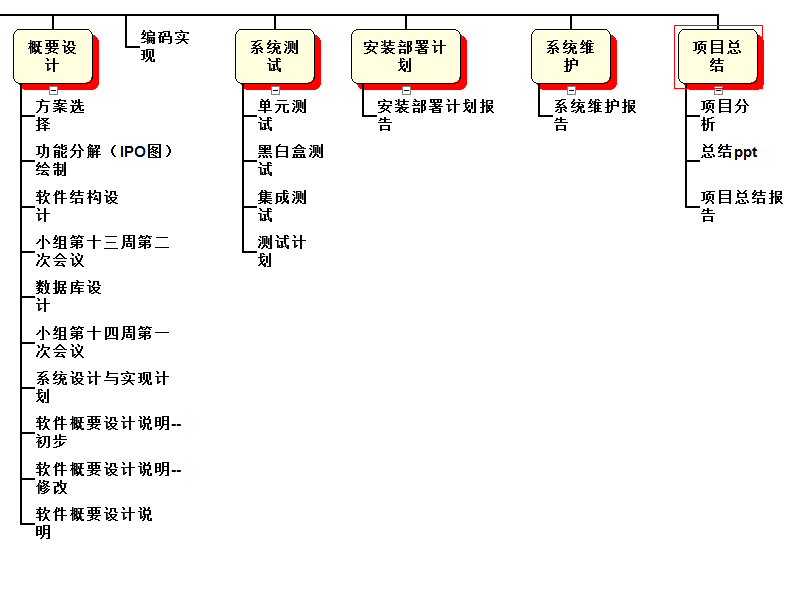 概要设
计
方案选
择
功能分解（IPO图）
绘制
软件结构设
计
小组第十三周第二
次会议
数据库设
计
小组第十四周第一
次会议
系统设计与实现计
划
软件概要设计说明--
初步
软件概要设计说明--
修改
软件概要设计说
明
编码实
现
系统测
试
单元测
试
黑白盒测
试
集成测
试
测试计
划
安装部署计
划
安装部署计划报
告
系统维
护
系统维护报
告
项目总
结
项目分
析
总结ppt
项目总结报
告